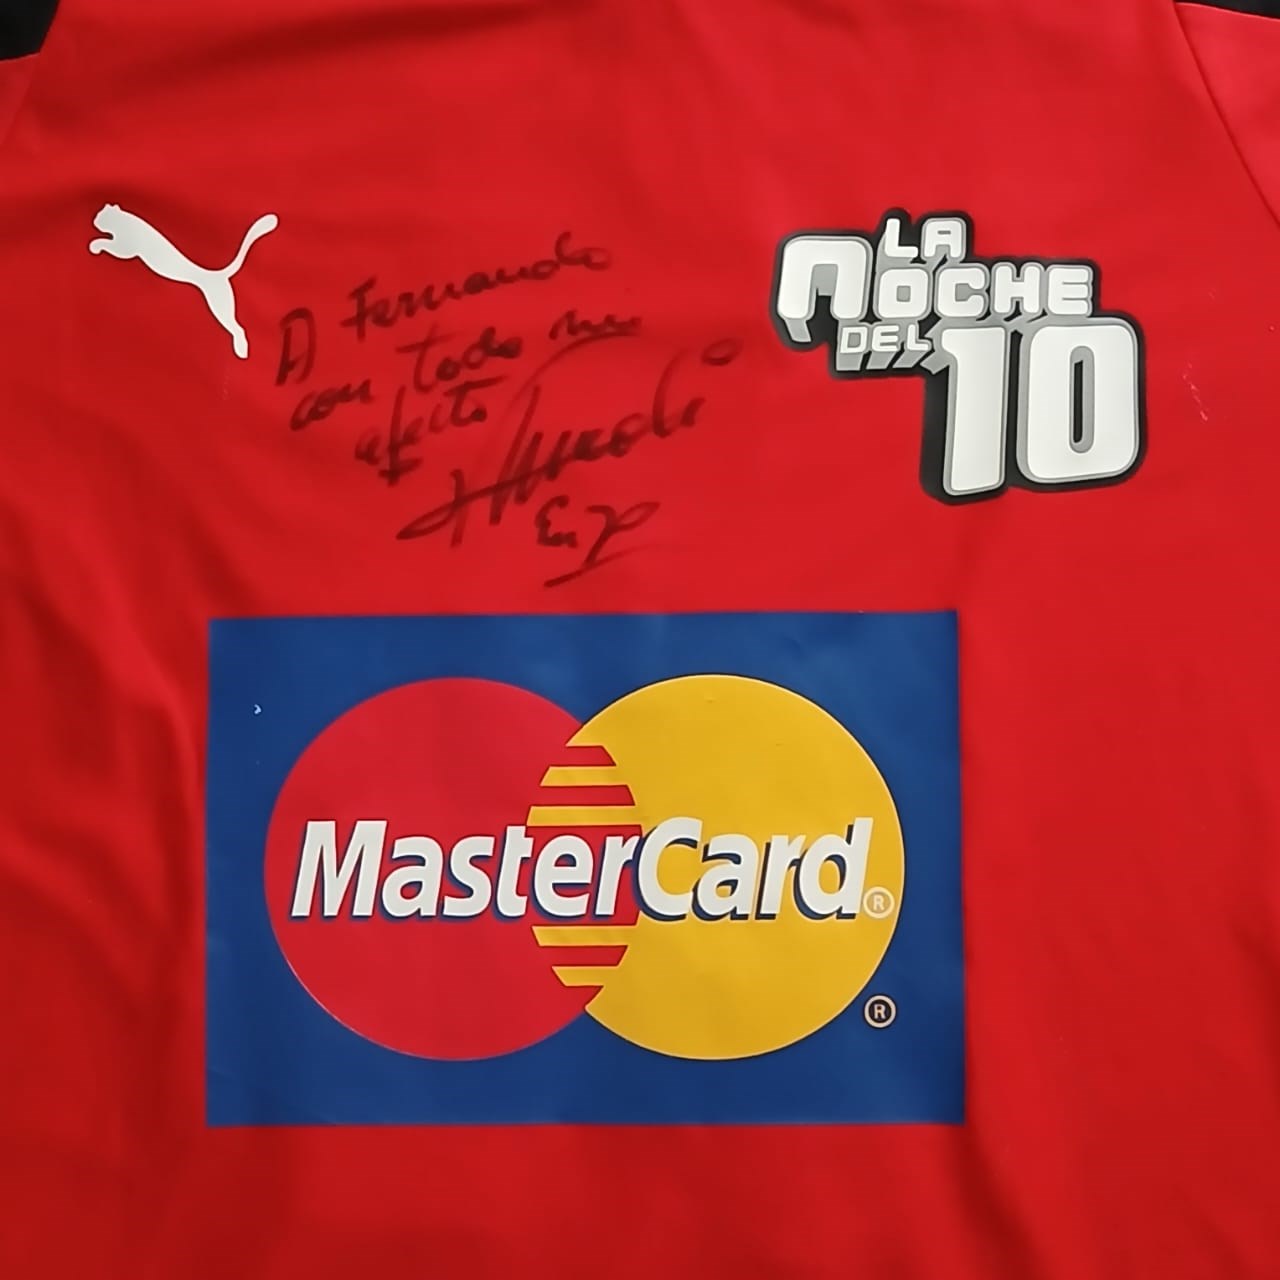 A Fernando
con todo mi
afecto
LA
NOCHE
DEL 10
MasterCard®
®